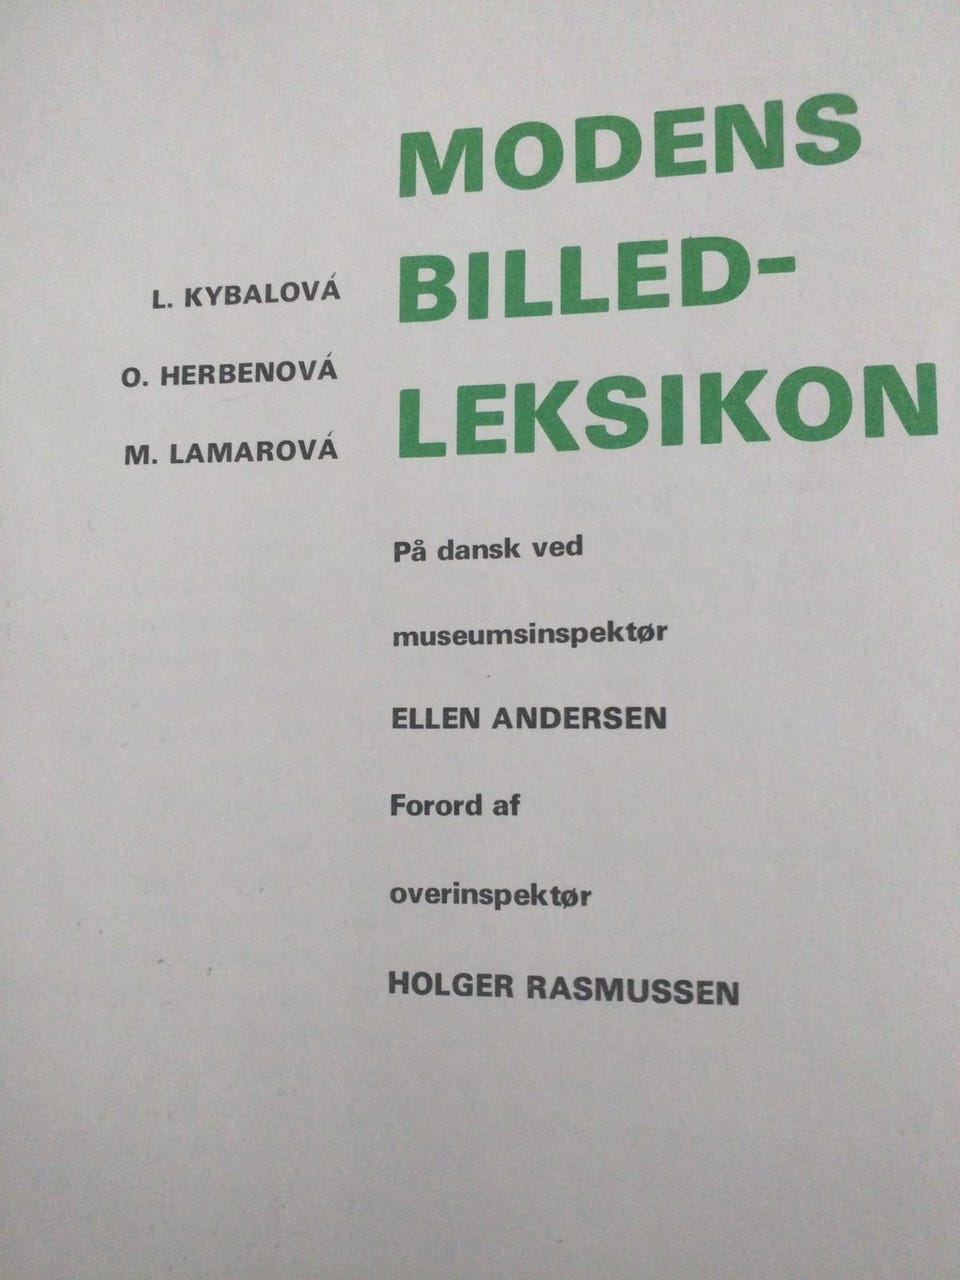 MODENS
BILLED-
LEKSIKON
L. KYBALOVÁ
O. HERBENOVÁ
M. LAMAROVÁ
På dansk ved
museumsinspektør
ELLEN ANDERSEN
Forord af
overinspektør
HOLGER RASMUSSEN